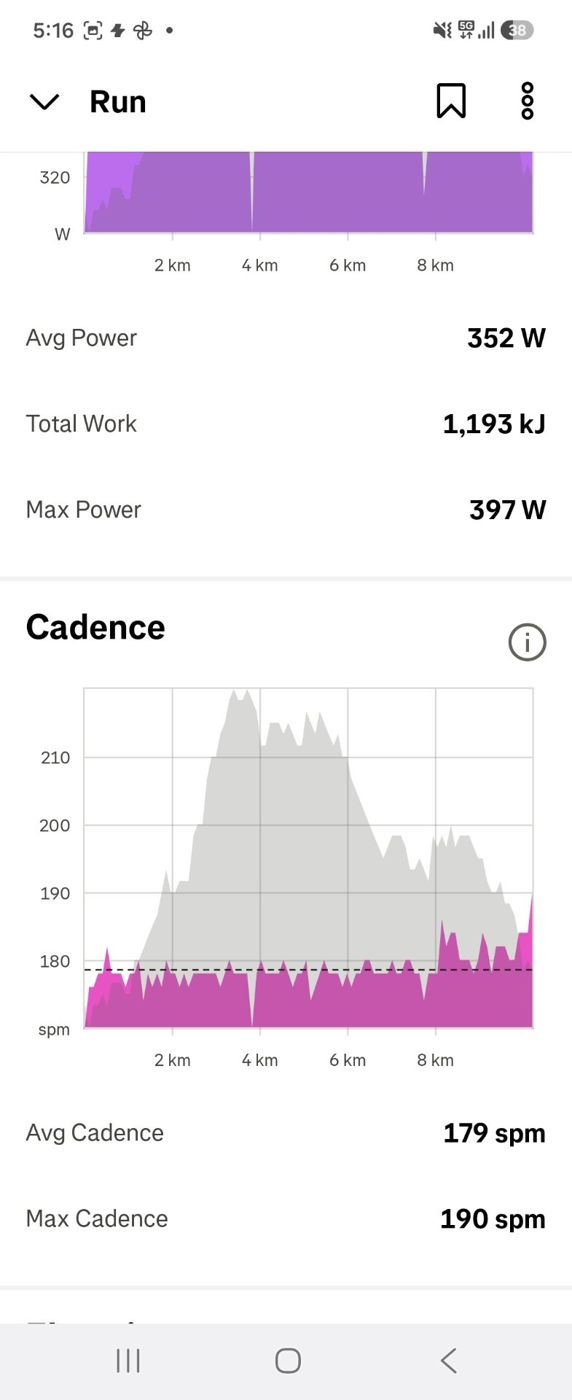 5:16
5G
38
Run
320
W
2 km 4 km 6 km 8 km
Avg Power 352 W
Total Work 1,193 kJ
Max Power 397 W
Cadence
i
210
200
190
180
spm
2 km 4 km 6 km 8 km
Avg Cadence 179 spm
Max Cadence 190 spm